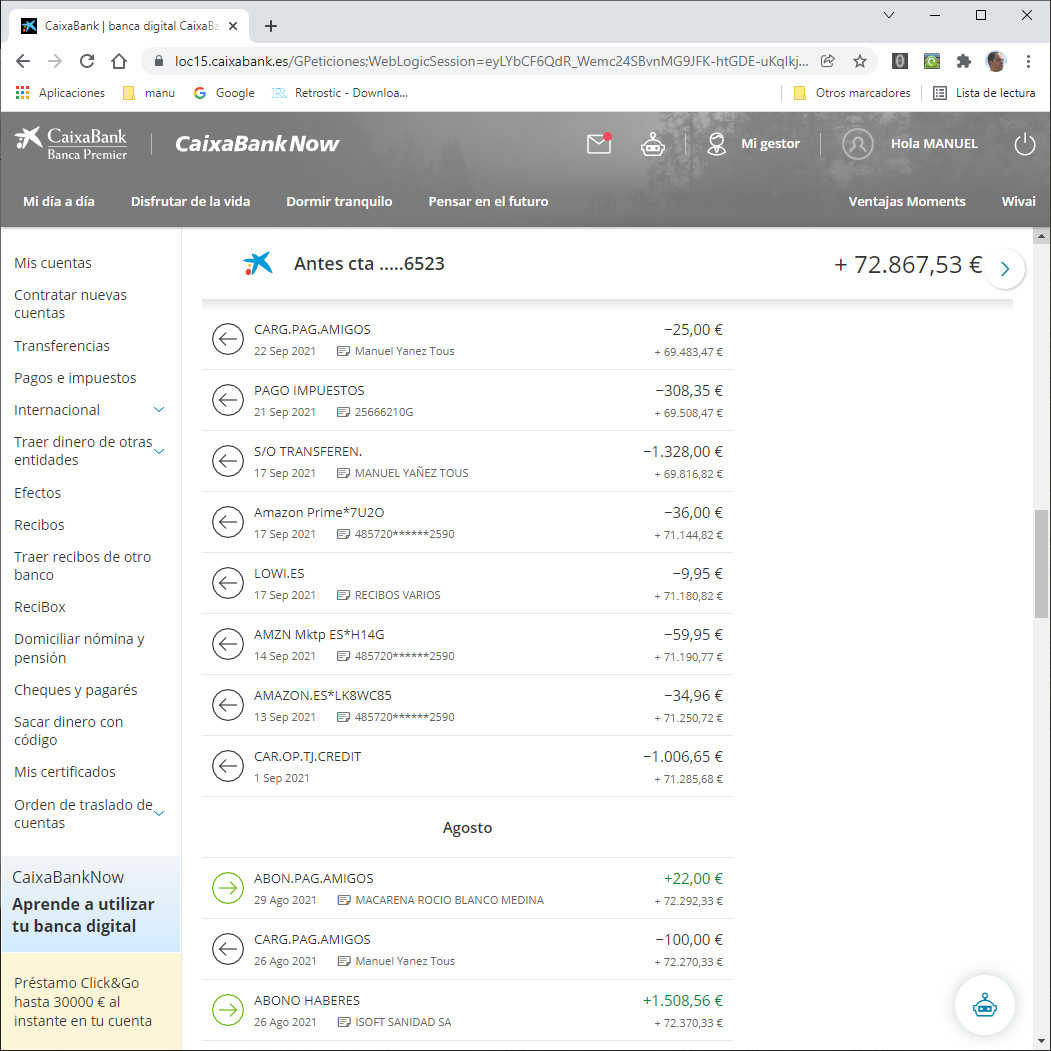 CaixaBank | banca digital CaixaBa
loc15.caixabank.es/GPeticiones;WebLogicSession=eyLYbCF6QdR_Wemc24SBvnMG9JFK-htGDE-uKqIkj...
Aplicaciones manu Google Retrostic - Downloa... Otros marcadores Lista de lectura
CaixaBank
Banca Premier
CaixaBankNow
Mi gestor
Hola MANUEL
Mi día a día Disfrutar de la vida Dormir tranquilo Pensar en el futuro Ventajas Moments Wivai
Mis cuentas
Contratar nuevas
cuentas
Transferencias
Pagos e impuestos
Internacional
Traer dinero de otras
entidades
Efectos
Recibos
Traer recibos de otro
banco
ReciBox
Domiciliar nómina y
pensión
Cheques y pagarés
Sacar dinero con
código
Mis certificados
Orden de traslado de
cuentas
CaixaBankNow
Aprende a utilizar
tu banca digital
Préstamo Click&Go
hasta 30000 € al
instante en tu cuenta
Antes cta .....6523 + 72.867,53 €
CARG.PAG.AMIGOS −25,00 €
22 Sep 2021 Manuel Yanez Tous + 69.483,47 €
PAGO IMPUESTOS −308,35 €
21 Sep 2021 25666210G + 69.508,47 €
S/O TRANSFEREN. −1.328,00 €
17 Sep 2021 MANUEL YAÑEZ TOUS + 69.816,82 €
Amazon Prime*7U2O −36,00 €
17 Sep 2021 485720******2590 + 71.144,82 €
LOWI.ES −9,95 €
17 Sep 2021 RECIBOS VARIOS + 71.180,82 €
AMZN Mktp ES*H14G −59,95 €
14 Sep 2021 485720******2590 + 71.190,77 €
AMAZON.ES*LK8WC85 −34,96 €
13 Sep 2021 485720******2590 + 71.250,72 €
CAR.OP.TJ.CREDIT −1.006,65 €
1 Sep 2021 + 71.285,68 €
Agosto
ABON.PAG.AMIGOS +22,00 €
29 Ago 2021 MACARENA ROCIO BLANCO MEDINA + 72.292,33 €
CARG.PAG.AMIGOS −100,00 €
26 Ago 2021 Manuel Yanez Tous + 72.270,33 €
ABONO HABERES +1.508,56 €
26 Ago 2021 ISOFT SANIDAD SA + 72.370,33 €